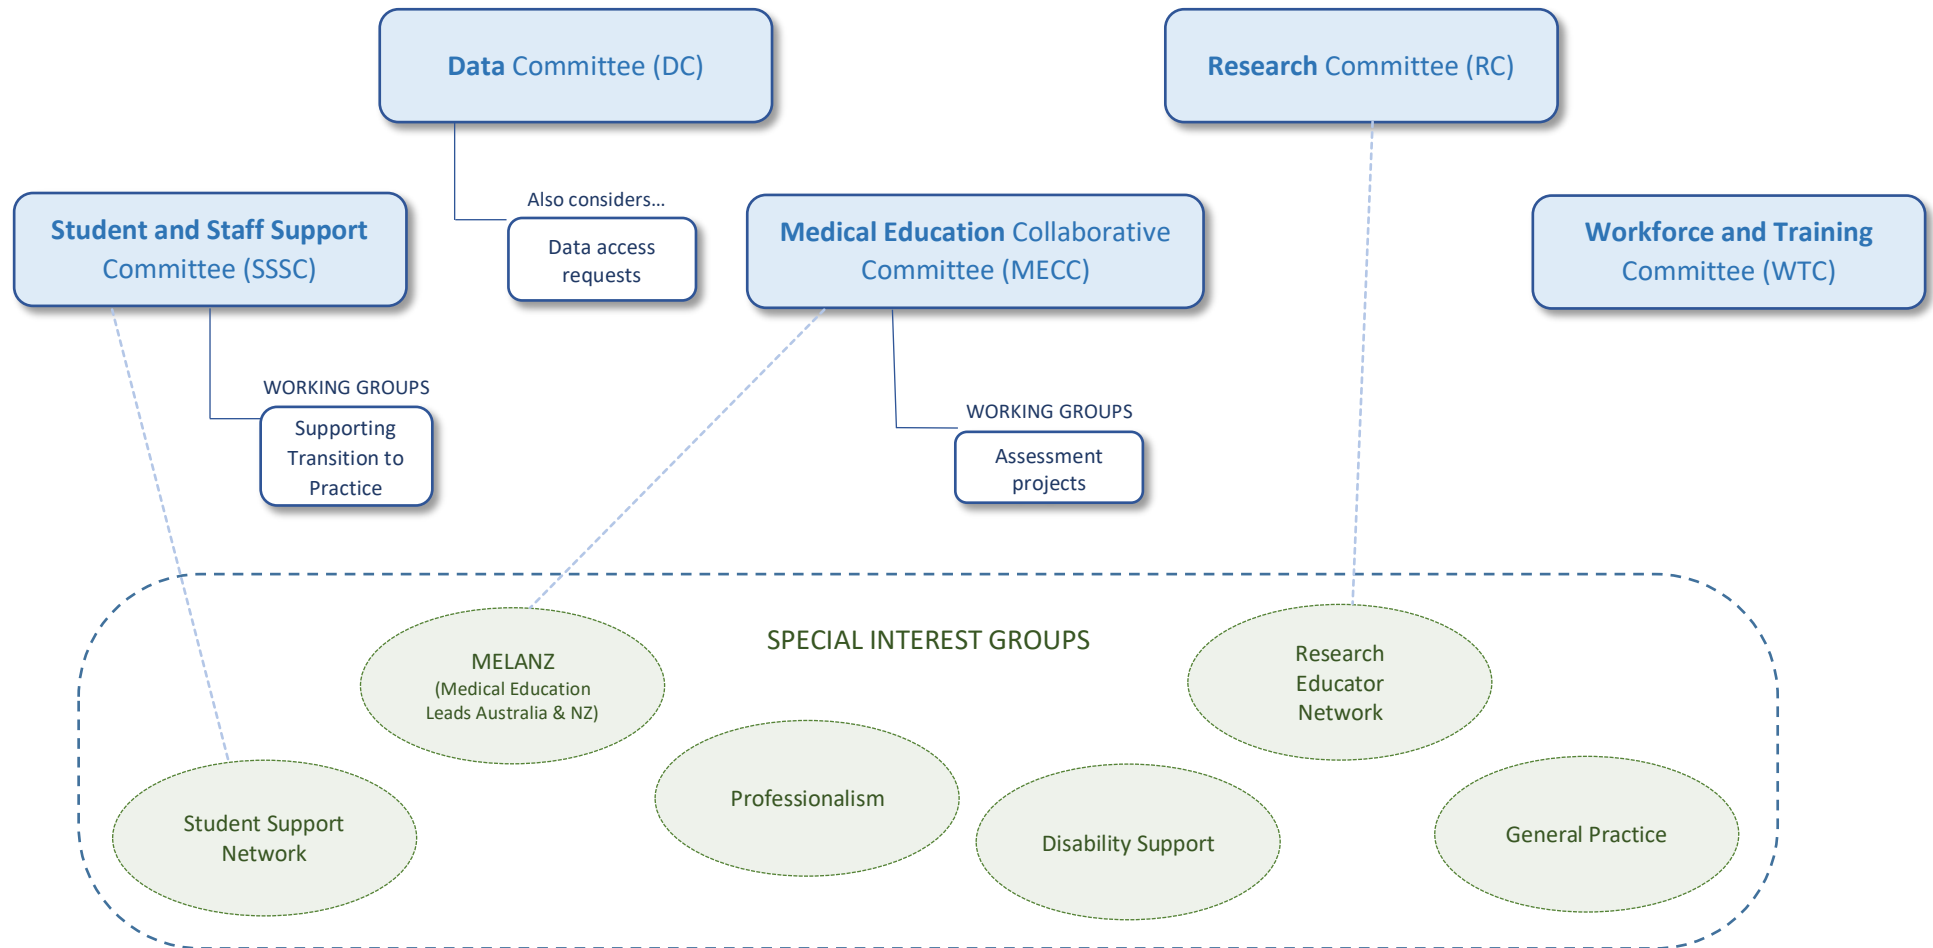 Data Committee (DC)
Research Committee (RC)
Student and Staff Support
Committee (SSSC)
Also considers...
Data access
requests
Medical Education Collaborative
Committee (MECC)
Workforce and Training
Committee (WTC)
WORKING GROUPS
Supporting
Transition to
Practice
WORKING GROUPS
Assessment
projects
SPECIAL INTEREST GROUPS
MELANZ
(Medical Education
Leads Australia & NZ)
Research
Educator
Network
Professionalism
Student Support
Network
Disability Support
General Practice